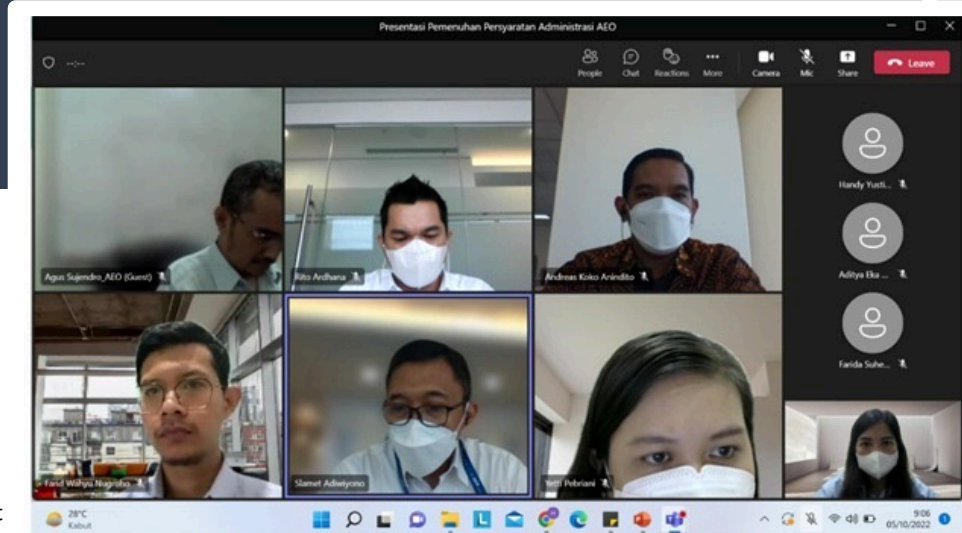 Presentasi Pemenuhan Persyaratan Administrasi AEO
--:--
People
Chat
Reactions
More
Camera
Mic
Share
Leave
Agus Sujendro_AEO (Guest)
Rito Ardhana
Andreas Koko Anindito
Handy Yusti...
Aditya Eka ...
Farida Suhe...
Farid Wahyu Nugroho
Slamet Adiwiyono
Yetti Pebriani
28°C
Kabut
9:06
05/10/2022